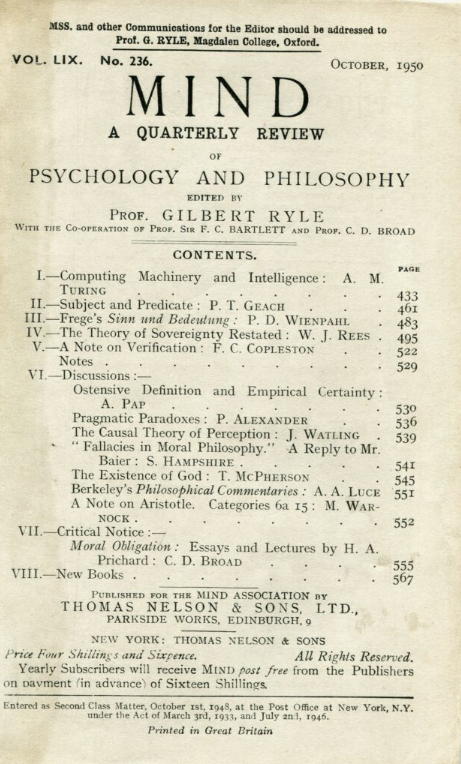 MSS. and other Communications for the Editor should be addressed to
Prof. G. RYLE, Magdalen College, Oxford.
VOL. LIX. No. 236. OCTOBER, 1950
MIND
A QUARTERLY REVIEW
OF
PSYCHOLOGY AND PHILOSOPHY
EDITED BY
PROF. GILBERT RYLE
WITH THE CO-OPERATION OF PROF. SIR F. C. BARTLETT AND PROF. C. D. BROAD
CONTENTS.
PAGE
I.—Computing Machinery and Intelligence : A. M.
TURING . . . . . . . 433
II.—Subject and Predicate : P. T. GEACH . . . 461
III.—Frege's Sinn und Bedeutung : P. D. WIENPAHL . 483
IV.—The Theory of Sovereignty Restated : W. J. REES . 495
V.—A Note on Verification : F. C. COPLESTON . . 522
Notes . . . . . . . . 529
VI.—Discussions :—
Ostensive Definition and Empirical Certainty :
A. PAP . . . . . . 530
Pragmatic Paradoxes : P. ALEXANDER . . . 536
The Causal Theory of Perception : J. WATLING . 539
" Fallacies in Moral Philosophy." A Reply to Mr.
Baier : S. HAMPSHIRE . . . . . 541
The Existence of God : T. MCPHERSON . . 545
Berkeley's Philosophical Commentaries : A. A. LUCE 551
A Note on Aristotle. Categories 6a 15 : M. WAR-
NOCK . . . . . . . 552
VII.—Critical Notice :—
Moral Obligation : Essays and Lectures by H. A.
Prichard : C. D. BROAD . . . . 555
VIII.—New Books . . . . . . . 567
PUBLISHED FOR THE MIND ASSOCIATION BY
THOMAS NELSON & SONS, LTD.,
PARKSIDE WORKS, EDINBURGH, 9
NEW YORK: THOMAS NELSON & SONS
Price Four Shillings and Sixpence. All Rights Reserved.
Yearly Subscribers will receive MIND post free from the Publishers
on payment (in advance) of Sixteen Shillings.
Entered as Second Class Matter, October 1st, 1948, at the Post Office at New York, N.Y.
under the Act of March 3rd, 1933, and July 2nd, 1946.
Printed in Great Britain